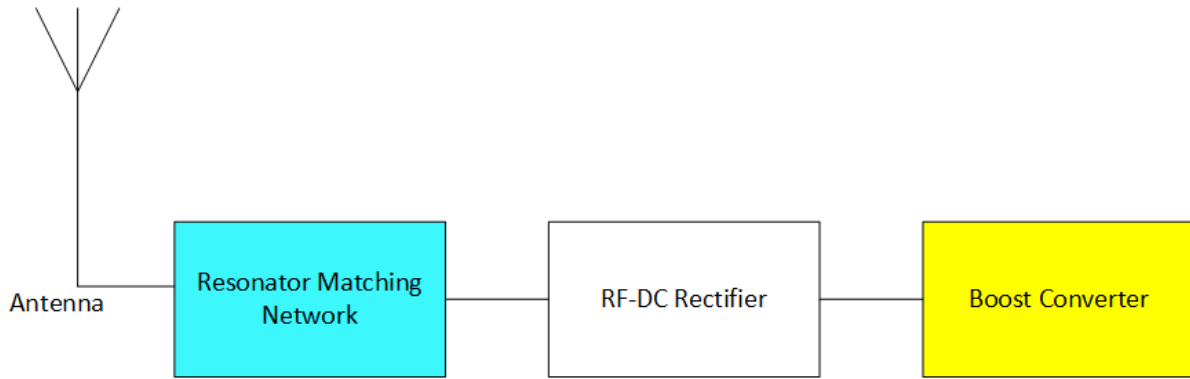 Antenna
Resonator Matching
Network
RF-DC Rectifier
Boost Converter